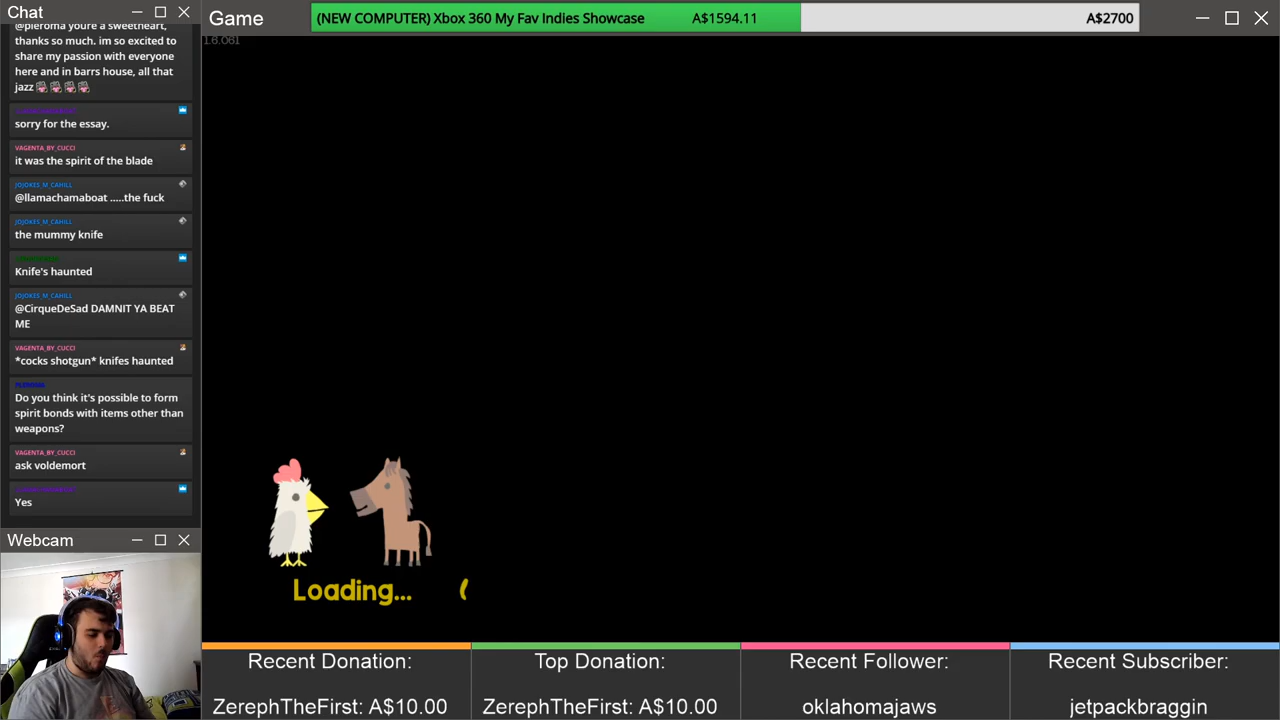 Chat
Game
(NEW COMPUTER) Xbox 360 My Fav Indies Showcase
A$1594.11
A$2700
1.6.061
@pieroma youre a sweetheart,
thanks so much. im so excited to
share my passion with everyone
here and in barrs house, all that
jazz
sorry for the essay.
VAGENTA_BY_CUCCI
it was the spirit of the blade
JOJOKES_M_CAHILL
@llamachamaboat .....the fuck
JOJOKES_M_CAHILL
the mummy knife
Knife's haunted
JOJOKES_M_CAHILL
@CirqueDeSad DAMNIT YA BEAT
ME
VAGENTA_BY_CUCCI
*cocks shotgun* knifes haunted
Do you think it's possible to form
spirit bonds with items other than
weapons?
VAGENTA_BY_CUCCI
ask voldemort
Yes
Webcam
Loading...
Recent Donation:
ZerephTheFirst: A$10.00
Top Donation:
ZerephTheFirst: A$10.00
Recent Follower:
oklahomajaws
Recent Subscriber:
jetpackbraggin